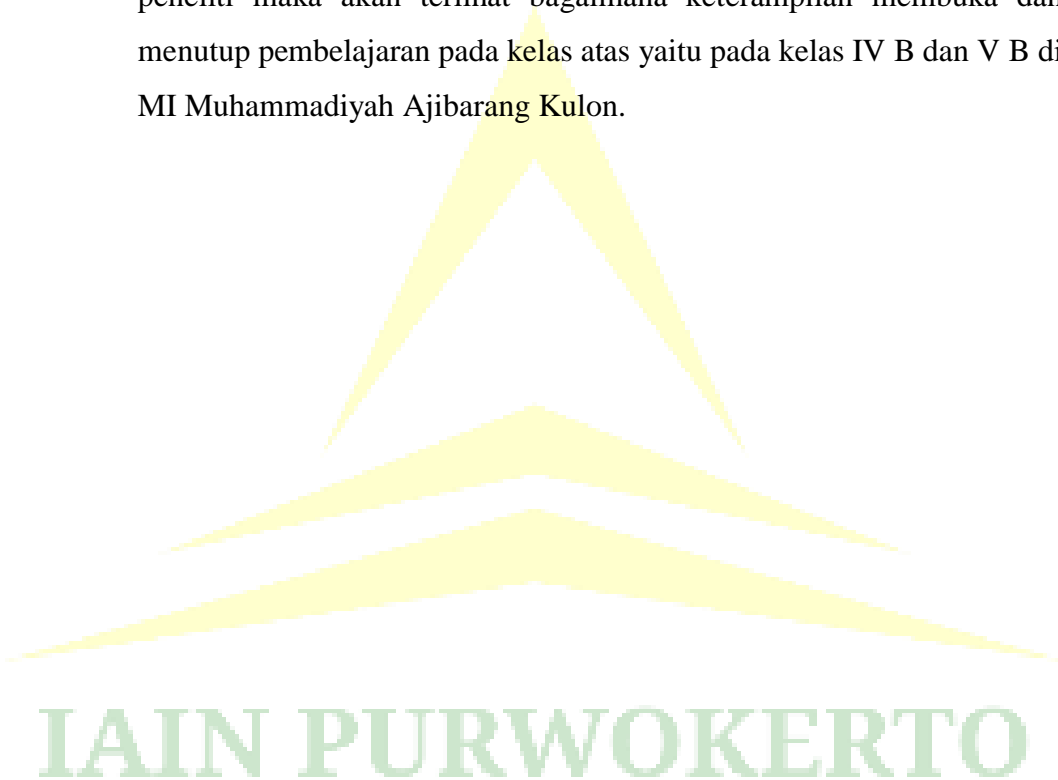 peneliti maka akan terlihat bagaimana keterampilan membuka dan
menutup pembelajaran pada kelas atas yaitu pada kelas IV B dan V B di
MI Muhammadiyah Ajibarang Kulon.
IAIN PURWOKERTO